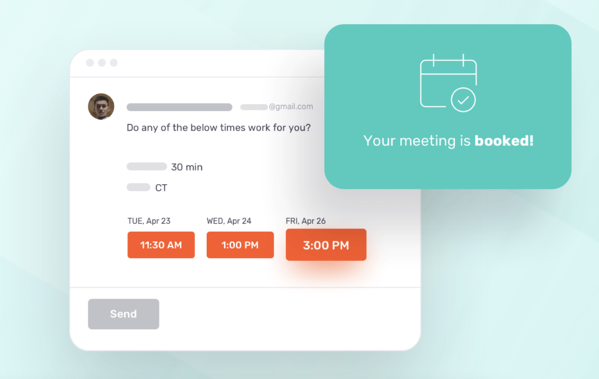 @gmail.com
Do any of the below times work for you?
30 min
CT
TUE, Apr 23
WED, Apr 24
FRI, Apr 26
11:30 AM
1:00 PM
3:00 PM
Send
Your meeting is booked!